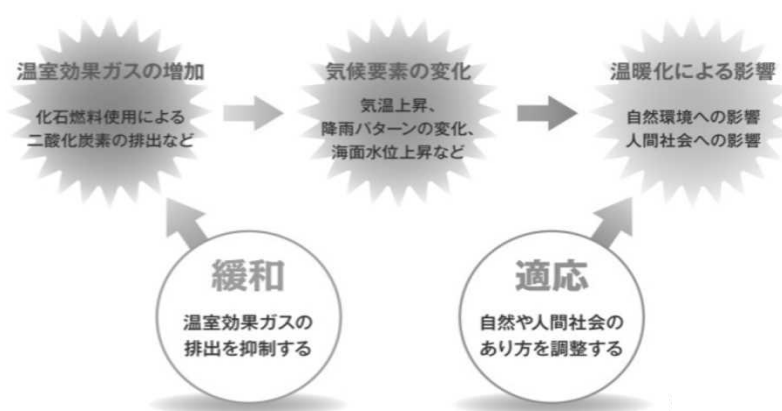 温室効果ガスの増加
化石燃料使用による
二酸化炭素の排出など
気候要素の変化
気温上昇、
降雨パターンの変化、
海面水位上昇など
温暖化による影響
自然環境への影響
人間社会への影響
緩和
温室効果ガスの
排出を抑制する
適応
自然や人間社会の
あり方を調整する